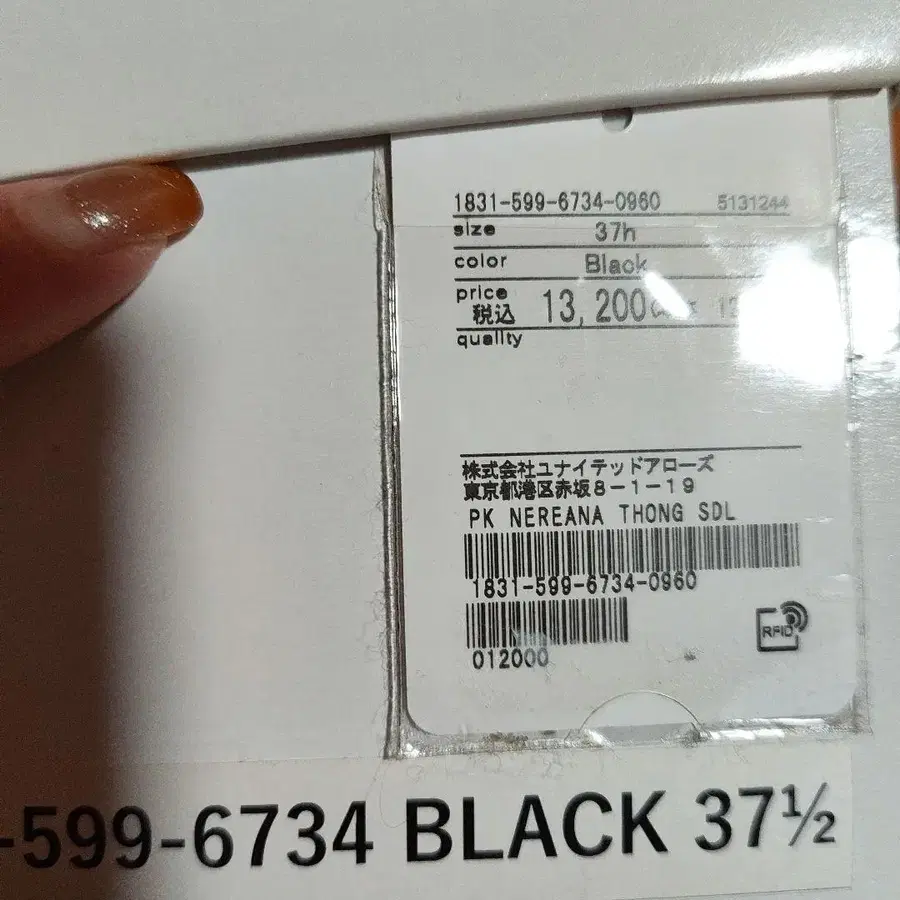 1831-599-6734-0960 5131244
size 37h
color Black
price
税込 13,200
quality
株式会社ユナイテッドアローズ
東京都港区赤坂8-1-19
PK NEREANA THONG SDL
1831-599-6734-0960
RFID
012000
-599-6734 BLACK 37½